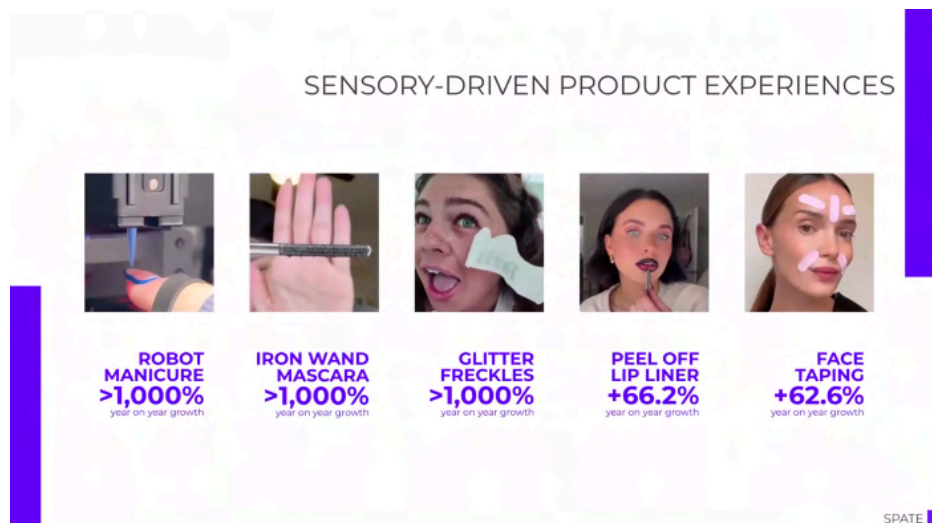 SENSORY-DRIVEN PRODUCT EXPERIENCES
ROBOT
MANICURE
>1,000%
year on year growth
IRON WAND
MASCARA
>1,000%
year on year growth
GLITTER
FRECKLES
>1,000%
year on year growth
PEEL OFF
LIP LINER
+66.2%
year on year growth
FACE
TAPING
+62.6%
year on year growth
SPATE